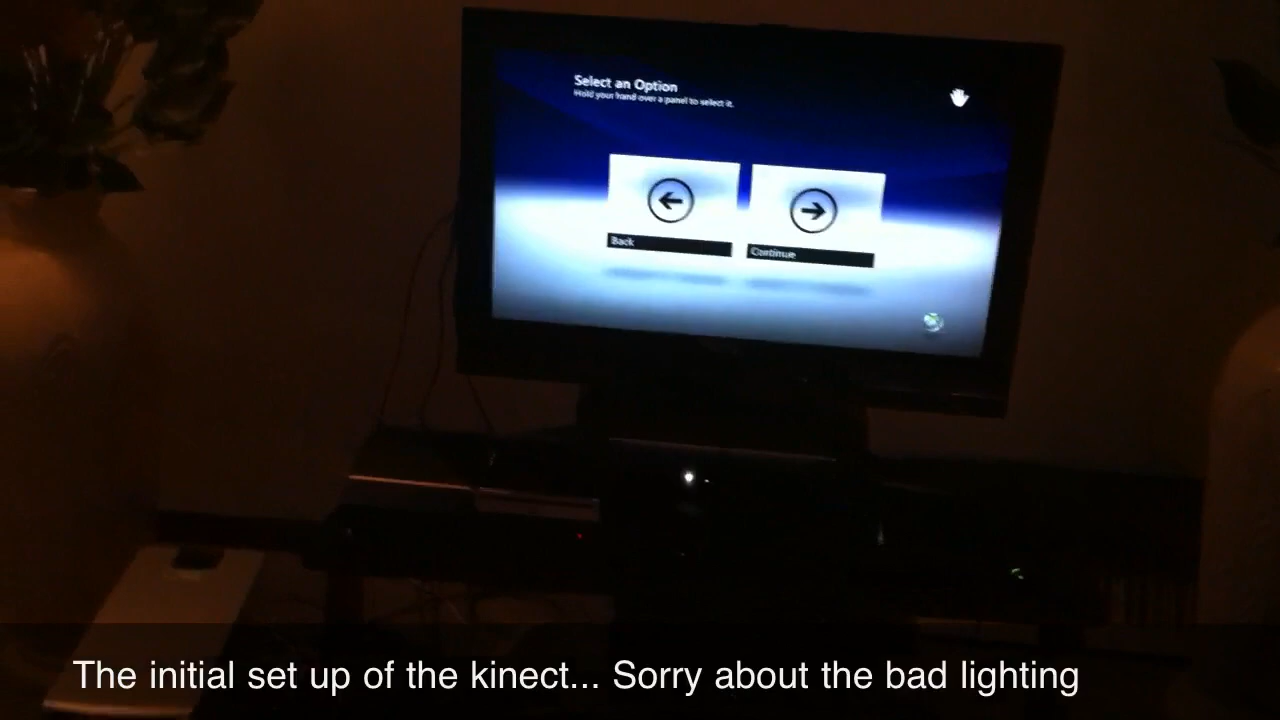 Select an Option
Hold your hand over a panel to select it.
Back
Continue
The initial set up of the kinect... Sorry about the bad lighting